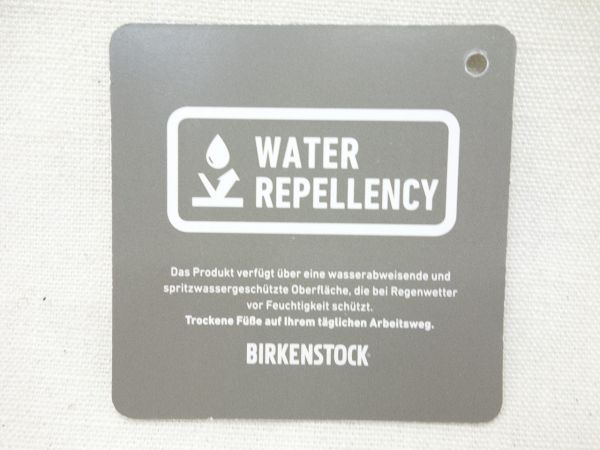 WATER
REPELLENCY
Das Produkt verfügt über eine wasserabweisende und
spritzwassergeschützte Oberfläche, die bei Regenwetter
vor Feuchtigkeit schützt.
Trockene Füße auf Ihrem täglichen Arbeitsweg.
BIRKENSTOCK